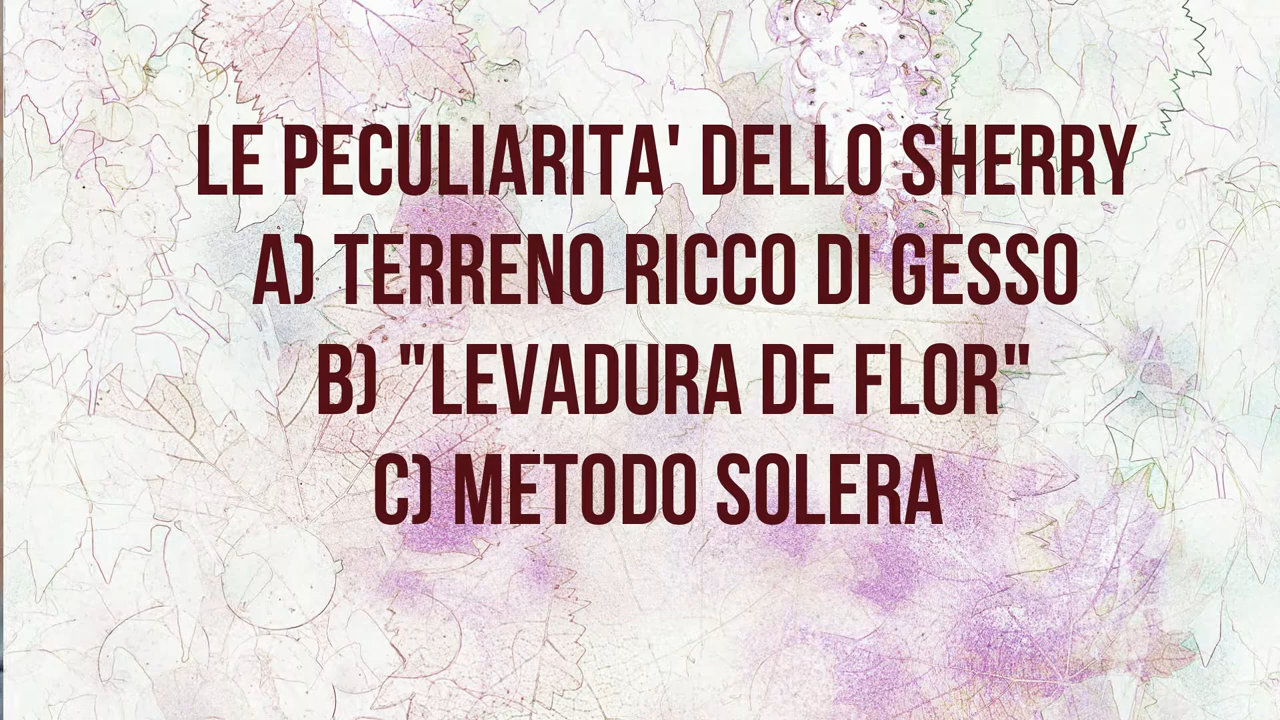 LE PECULIARITA' DELLO SHERRY
A) TERRENO RICCO DI GESSO
B) "LEVADURA DE FLOR"
C) METODO SOLERA